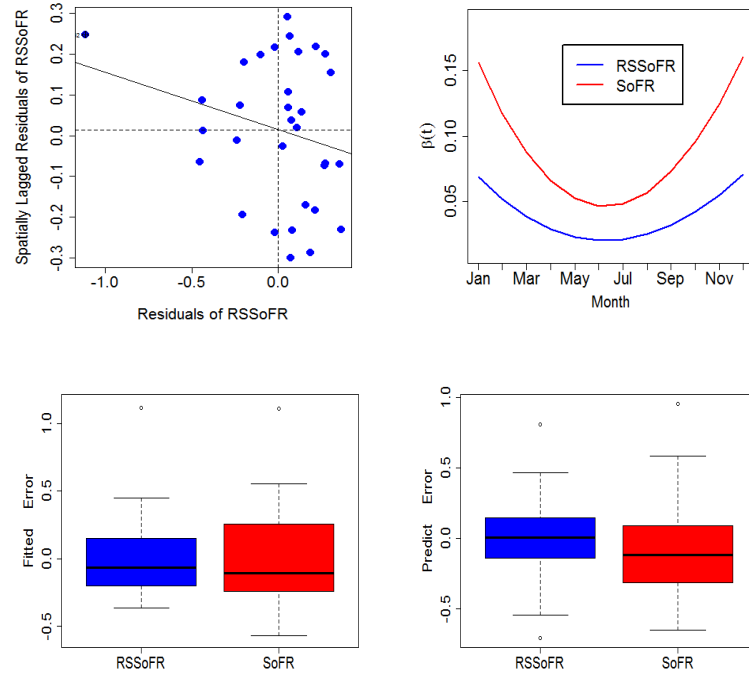 Spatially Lagged Residuals of RSSoFR
0.3
0.2
0.1
0.0
-0.1
-0.2
-0.3
-1.0 -0.5 0.0
Residuals of RSSoFR
β(t)
0.15
0.10
0.05
RSSoFR
SoFR
Jan Mar May Jul Sep Nov
Month
Fitted Error
1.0
0.5
0.0
-0.5
RSSoFR SoFR
Predict Error
1.0
0.5
0.0
-0.5
RSSoFR SoFR